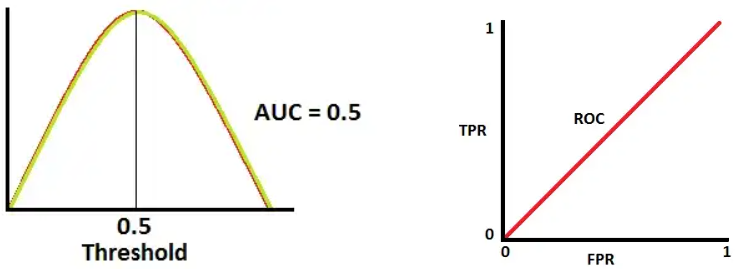 AUC = 0.5
0.5
Threshold
1
TPR
ROC
0
0
1
FPR